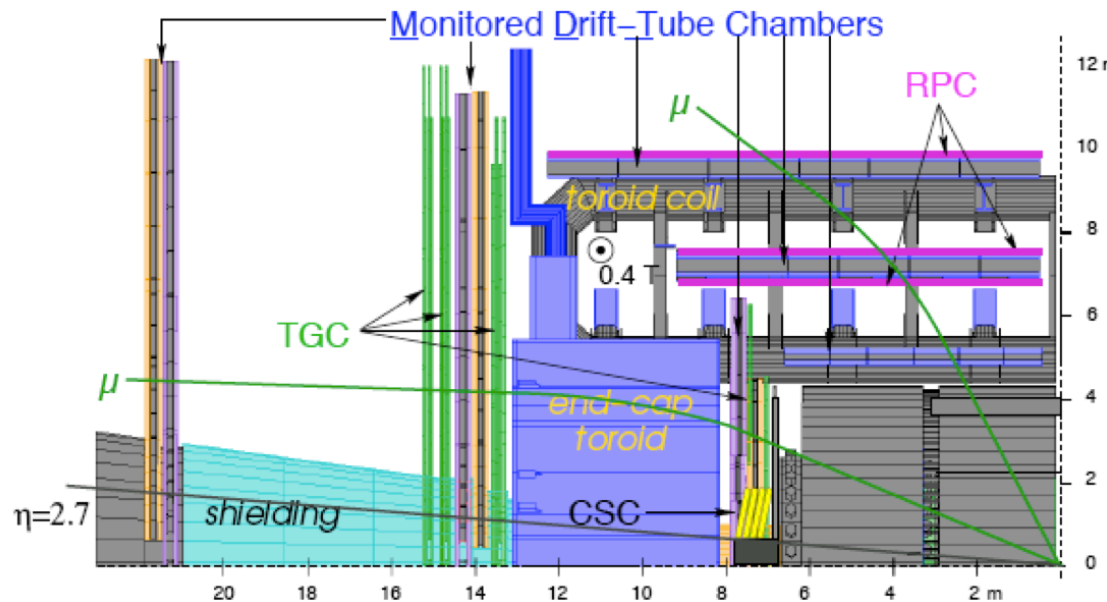 Monitored Drift-Tube Chambers
12 m
RPC
μ
10
toroid coil
8
0.4 T
6
TGC
μ
end-cap
toroid
4
2
CSC
η=2.7
shielding
0
20 18 16 14 12 10 8 6 4 2 m